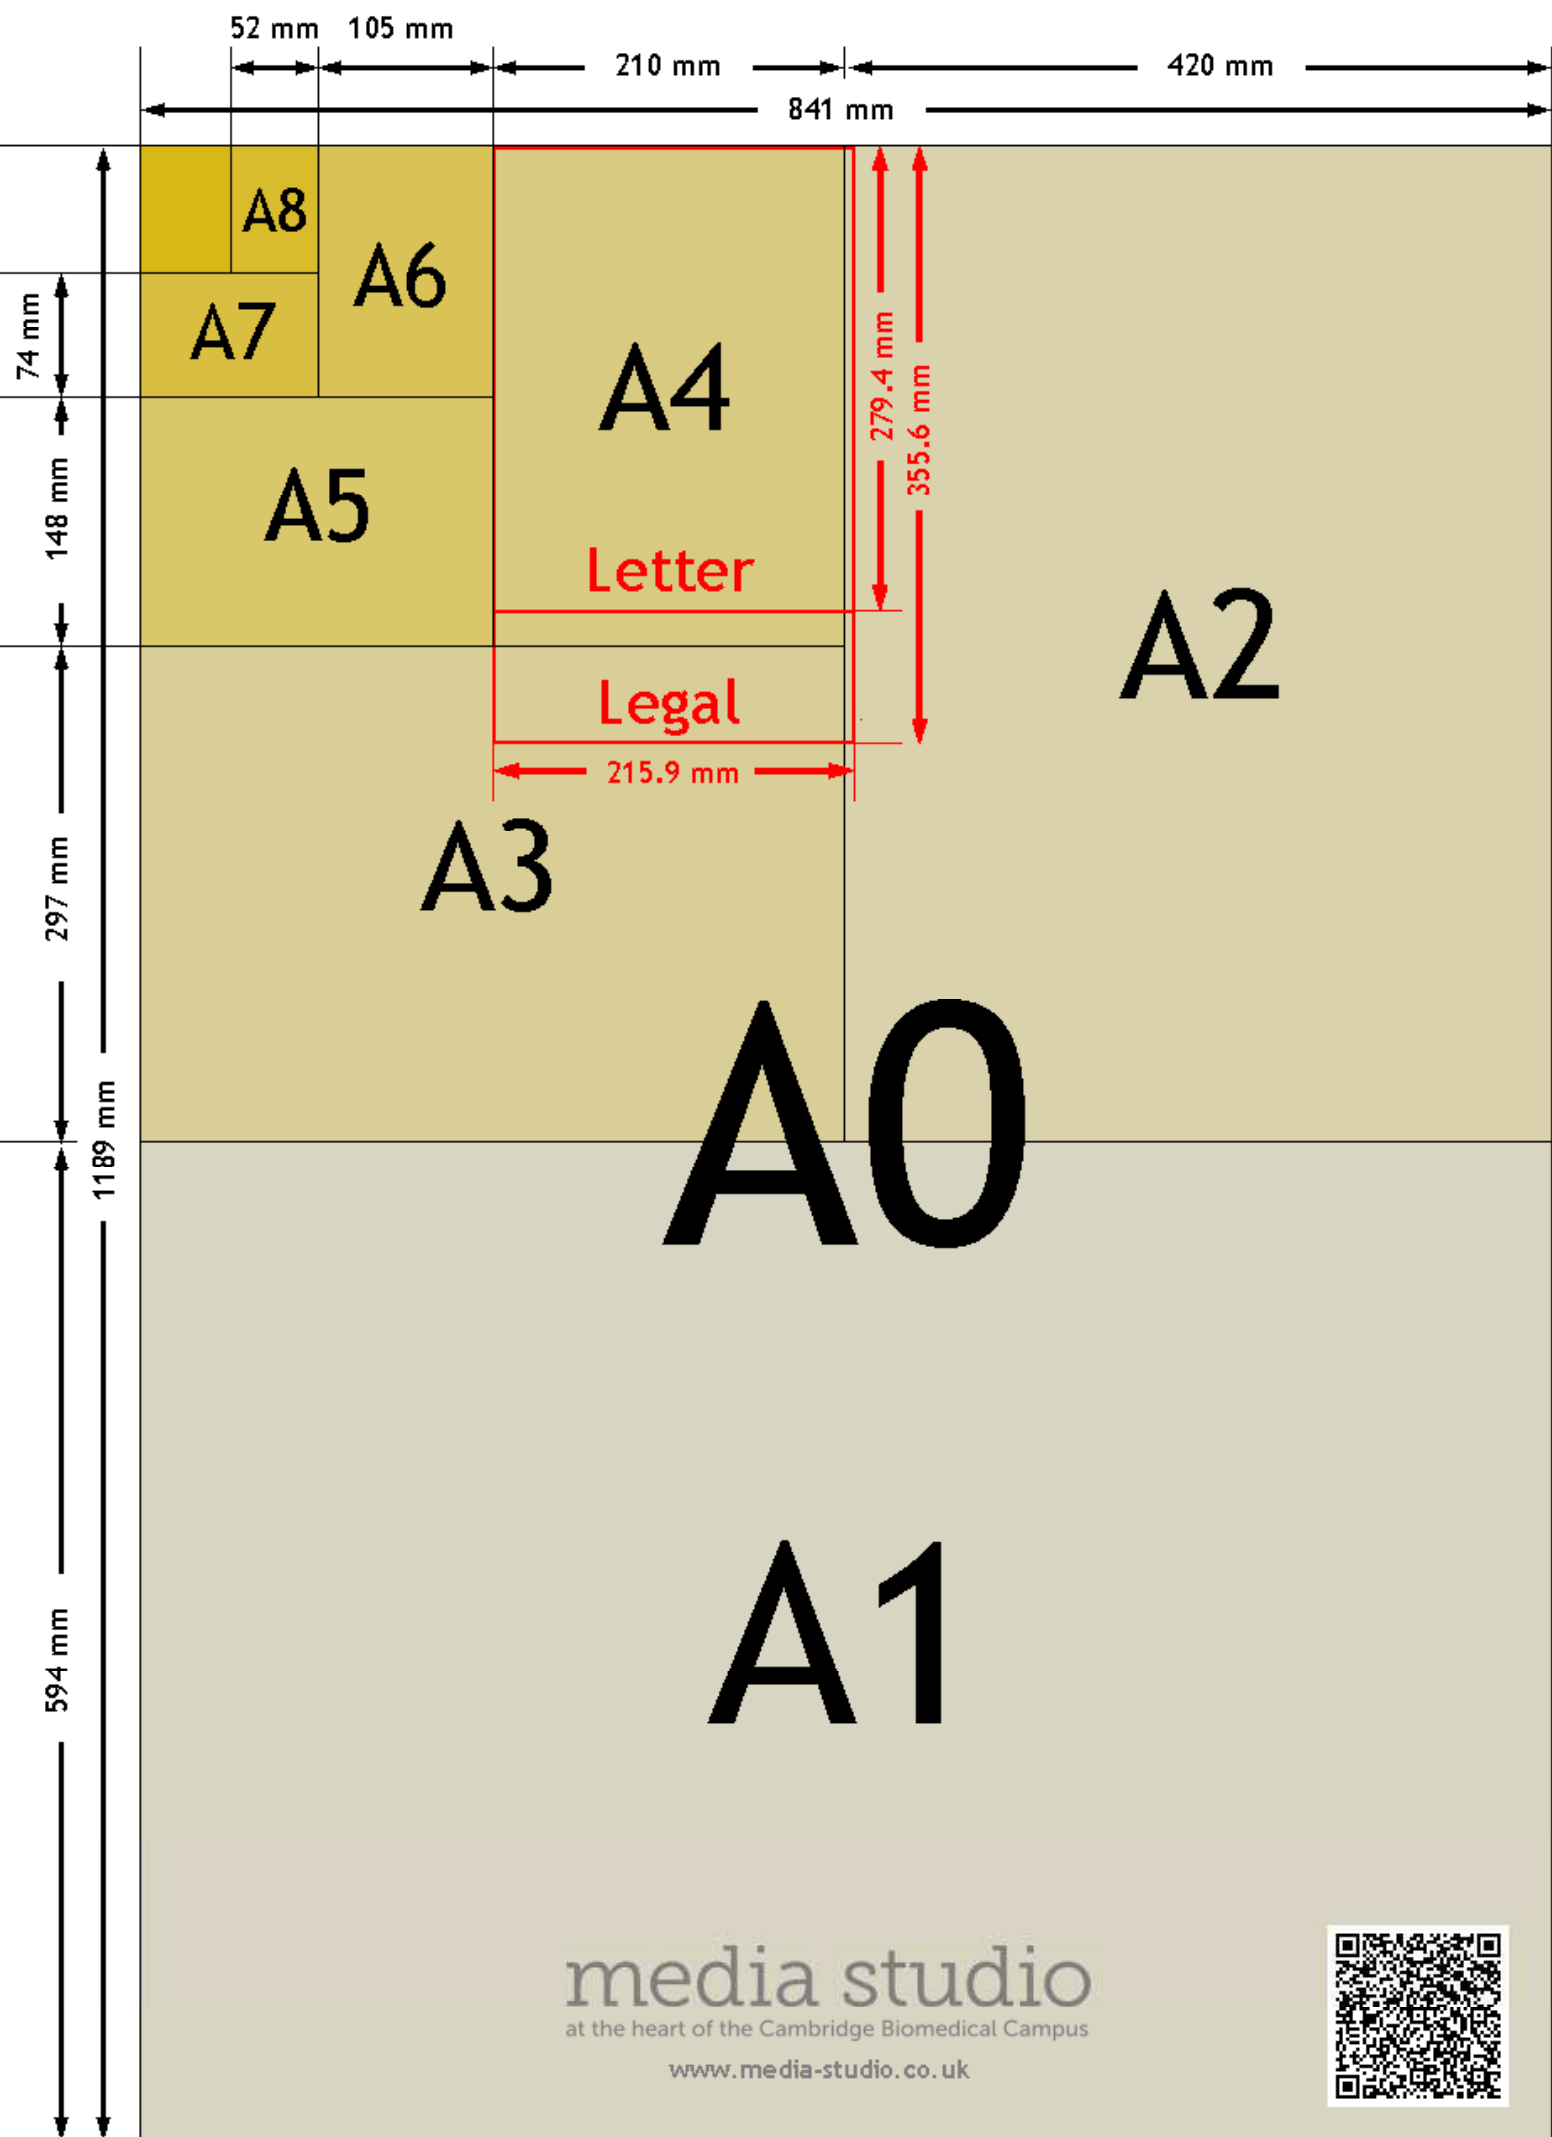 52 mm 105 mm
210 mm 420 mm
841 mm
A8
A6
A7
74 mm
A4
279.4 mm
355.6 mm
A5
148 mm
Letter
A2
Legal
215.9 mm
A3
297 mm
A0
1189 mm
A1
594 mm
media studio
at the heart of the Cambridge Biomedical Campus
www.media-studio.co.uk